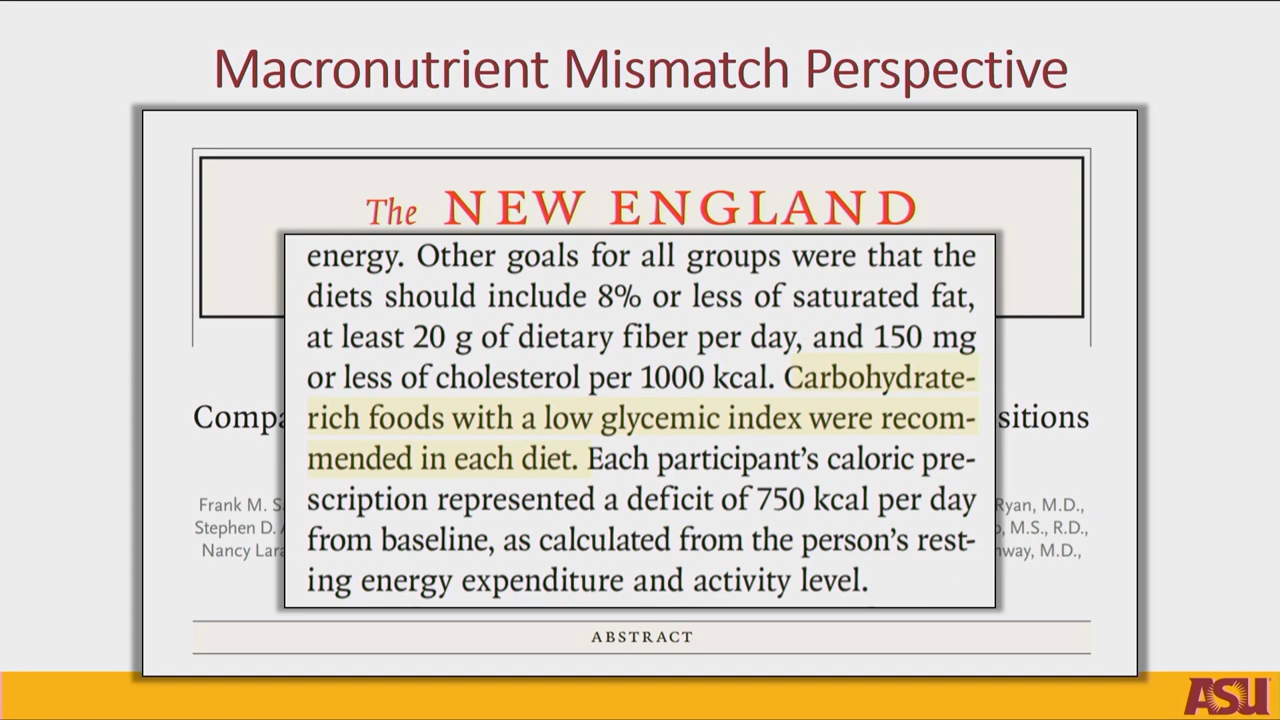 Macronutrient Mismatch Perspective
The NEW ENGLAND
energy. Other goals for all groups were that the
diets should include 8% or less of saturated fat,
at least 20 g of dietary fiber per day, and 150 mg
or less of cholesterol per 1000 kcal. Carbohydrate-
rich foods with a low glycemic index were recom-
mended in each diet. Each participant's caloric pre-
scription represented a deficit of 750 kcal per day
from baseline, as calculated from the person's rest-
ing energy expenditure and activity level.
Compa sitions
Frank M. S Ryan, M.D.,
Stephen D. M.S., R.D.,
Nancy Lara way, M.D.,
ABSTRACT
ASU